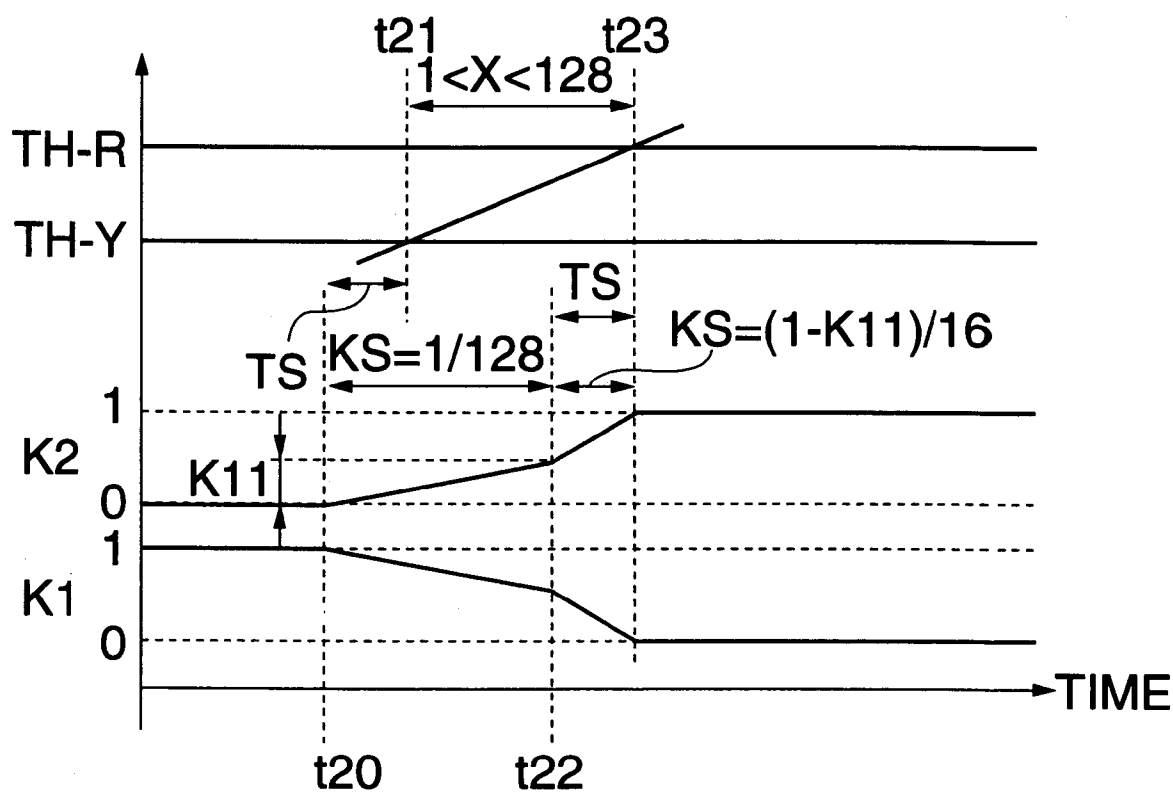 t21
t23
1<X<128
TH-R
TH-Y
TS
TS
KS=1/128
KS=(1-K11)/16
1
K2
K11
0
1
K1
0
TIME
t20
t22